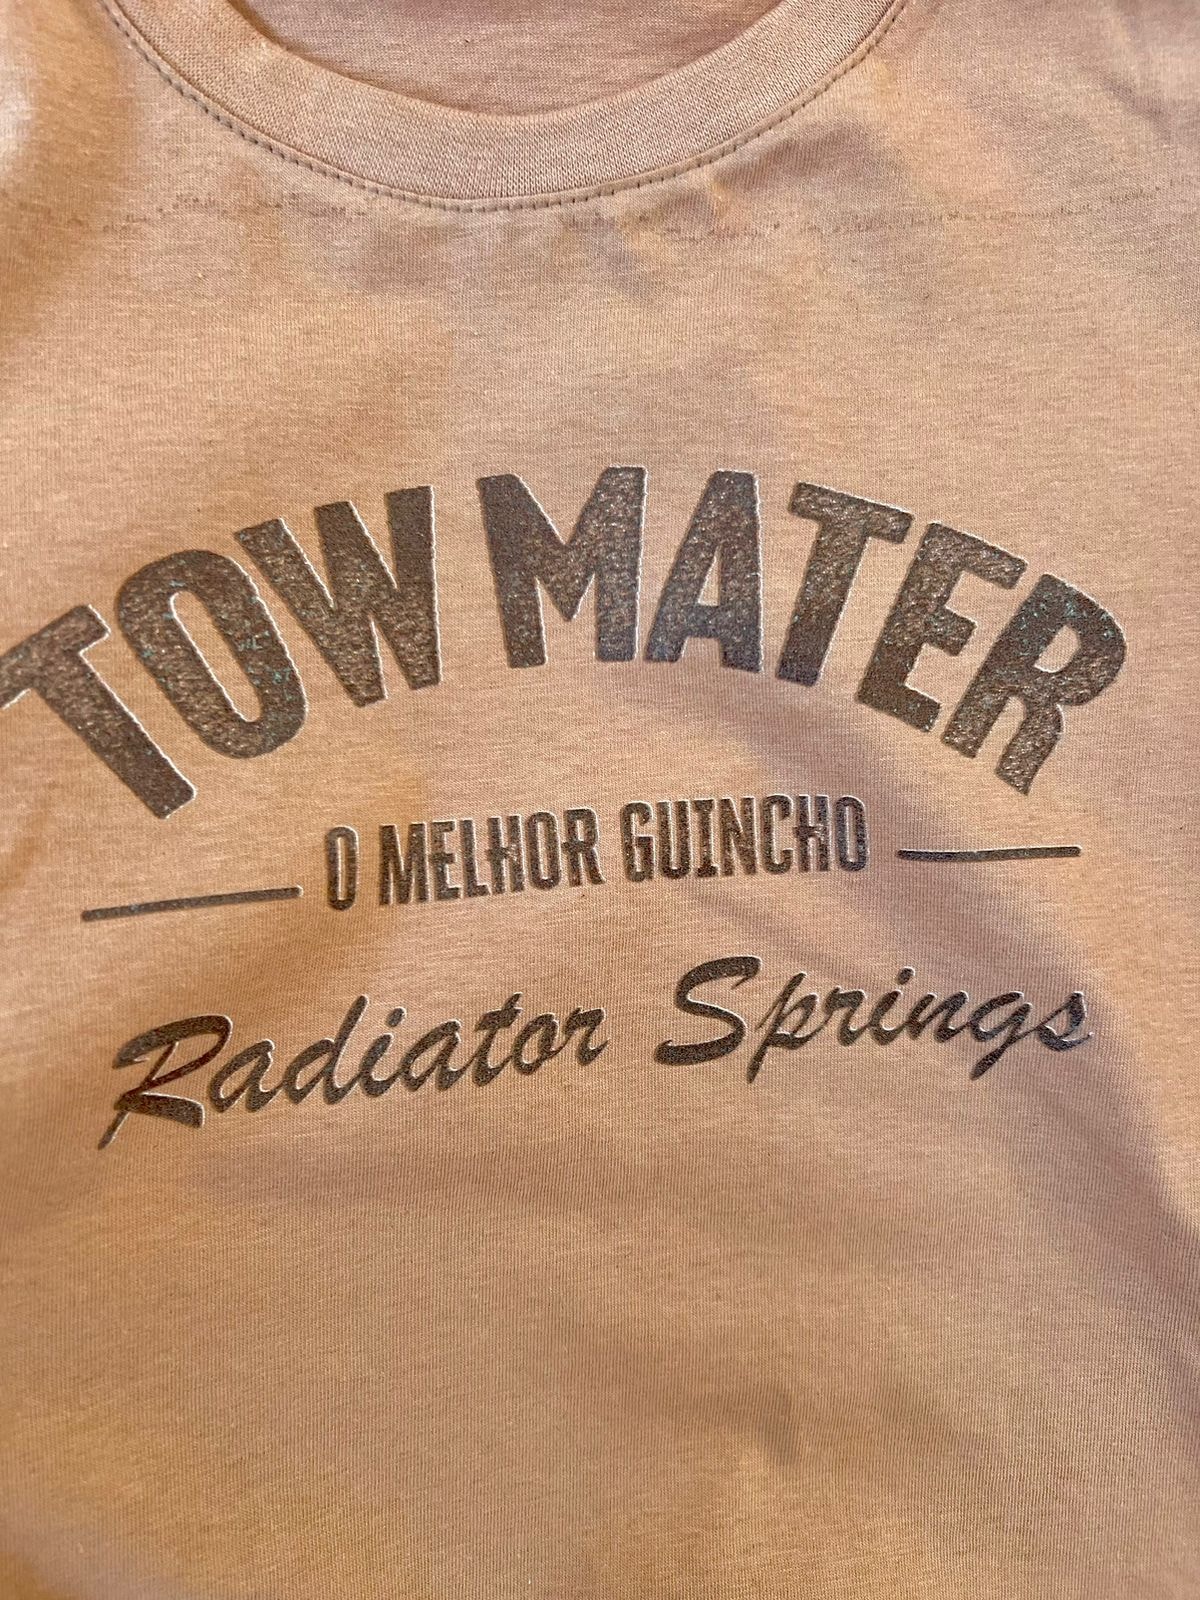 TOW MATER
O MELHOR GUINCHO
Radiator Springs